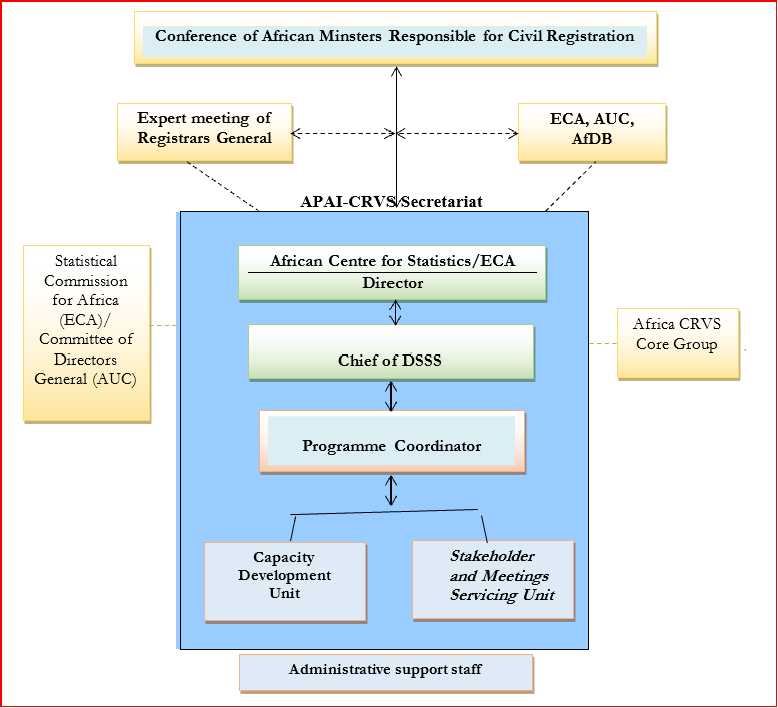 Conference of African Minsters Responsible for Civil Registration
Expert meeting of
Registrars General
ECA, AUC,
AfDB
APAI-CRVS Secretariat
African Centre for Statistics/ECA
Director
Statistical
Commission
for Africa
(ECA)/
Committee of
Directors
General (AUC)
Africa CRVS
Core Group
Chief of DSSS
Programme Coordinator
Capacity
Development
Unit
Stakeholder
and Meetings
Servicing Unit
Administrative support staff